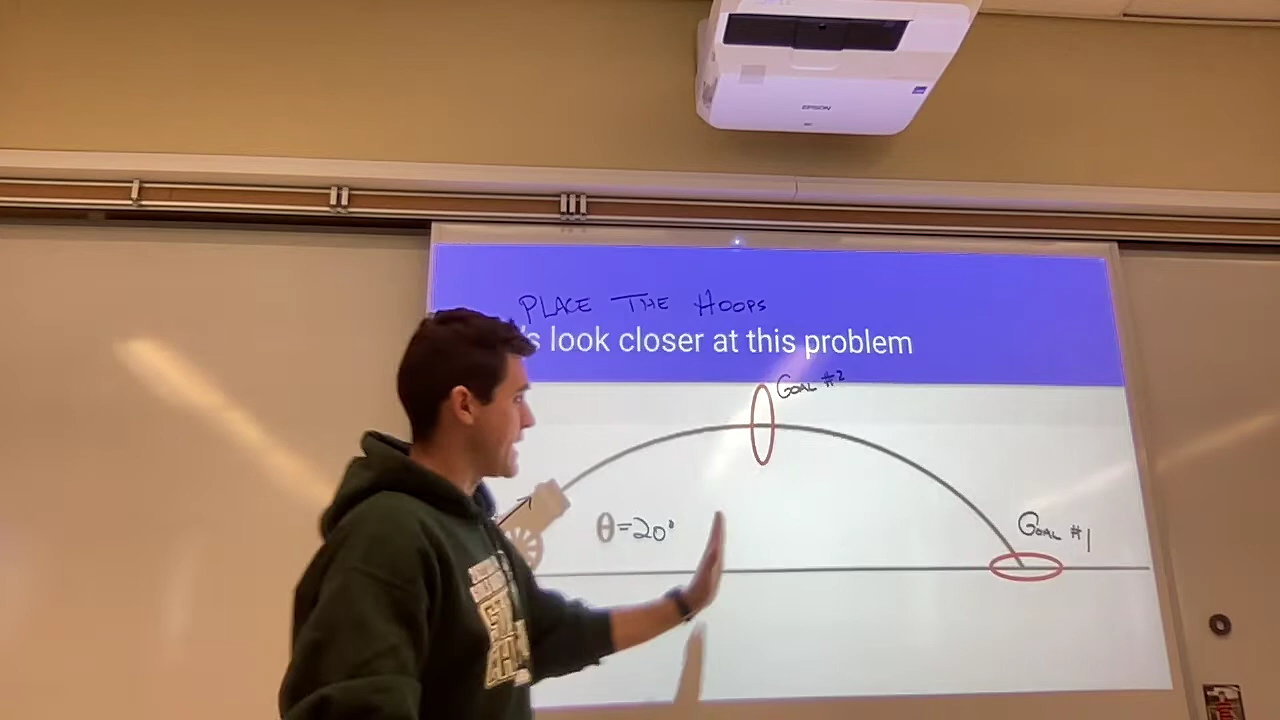 EPSON
PLACE THE HOOPS
's look closer at this problem
GOAL #2
θ=20°
GOAL #1